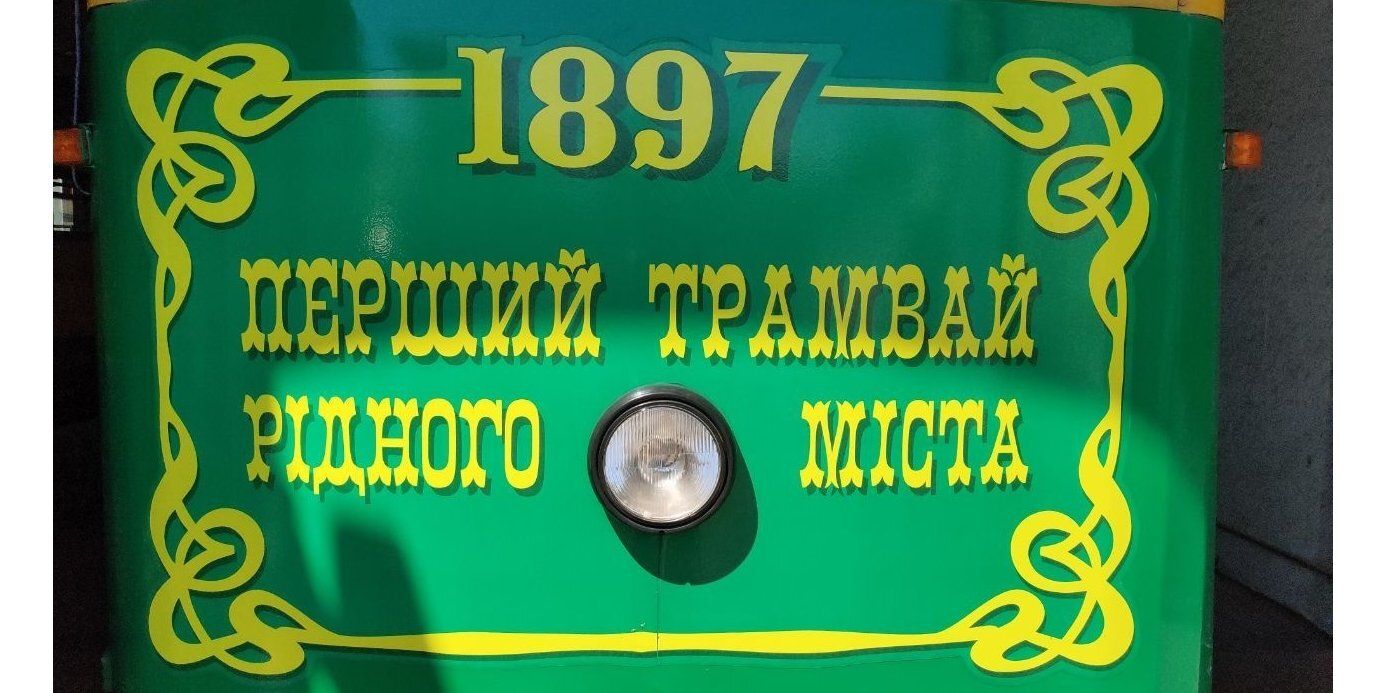 1897
ПЕРШИЙ ТРАМВАЙ
РІДНОГО МІСТА